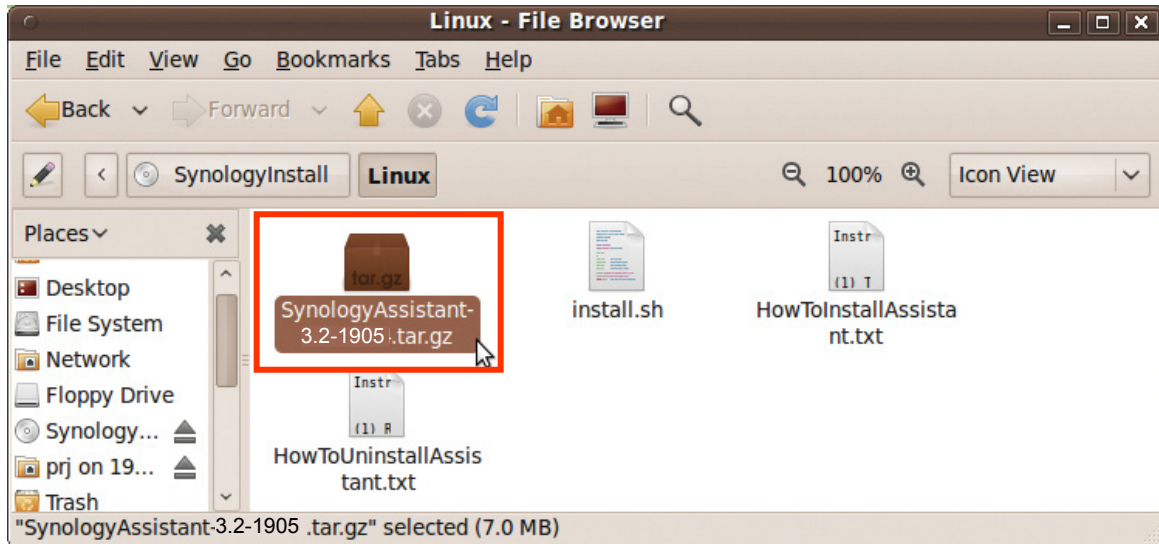 Linux - File Browser
File Edit View Go Bookmarks Tabs Help
Back Forward
SynologyInstall Linux 100% Icon View
Places
Desktop
File System
Network
Floppy Drive
Synology...
prj on 19...
Trash
tar.gz
SynologyAssistant-
3.2-1905 .tar.gz
install.sh
Instr
(1) T
HowToInstallAssista
nt.txt
Instr
(1) R
HowToUninstallAssis
tant.txt
"SynologyAssistant-3.2-1905 .tar.gz" selected (7.0 MB)